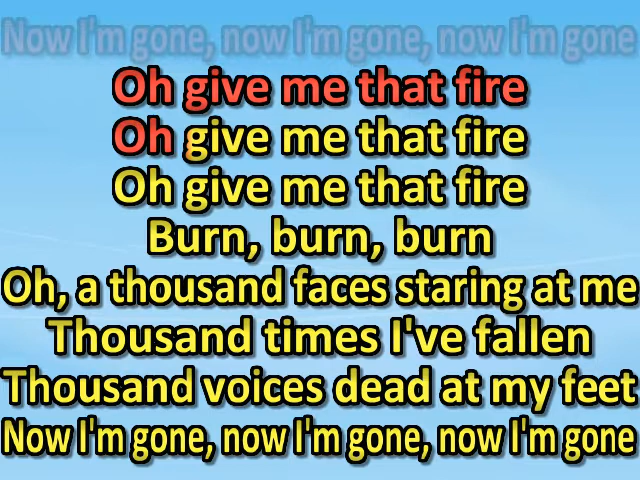 Now I'm gone, now I'm gone, now I'm gone
Oh give me that fire
Oh give me that fire
Oh give me that fire
Burn, burn, burn
Oh, a thousand faces staring at me
Thousand times I've fallen
Thousand voices dead at my feet
Now I'm gone, now I'm gone, now I'm gone